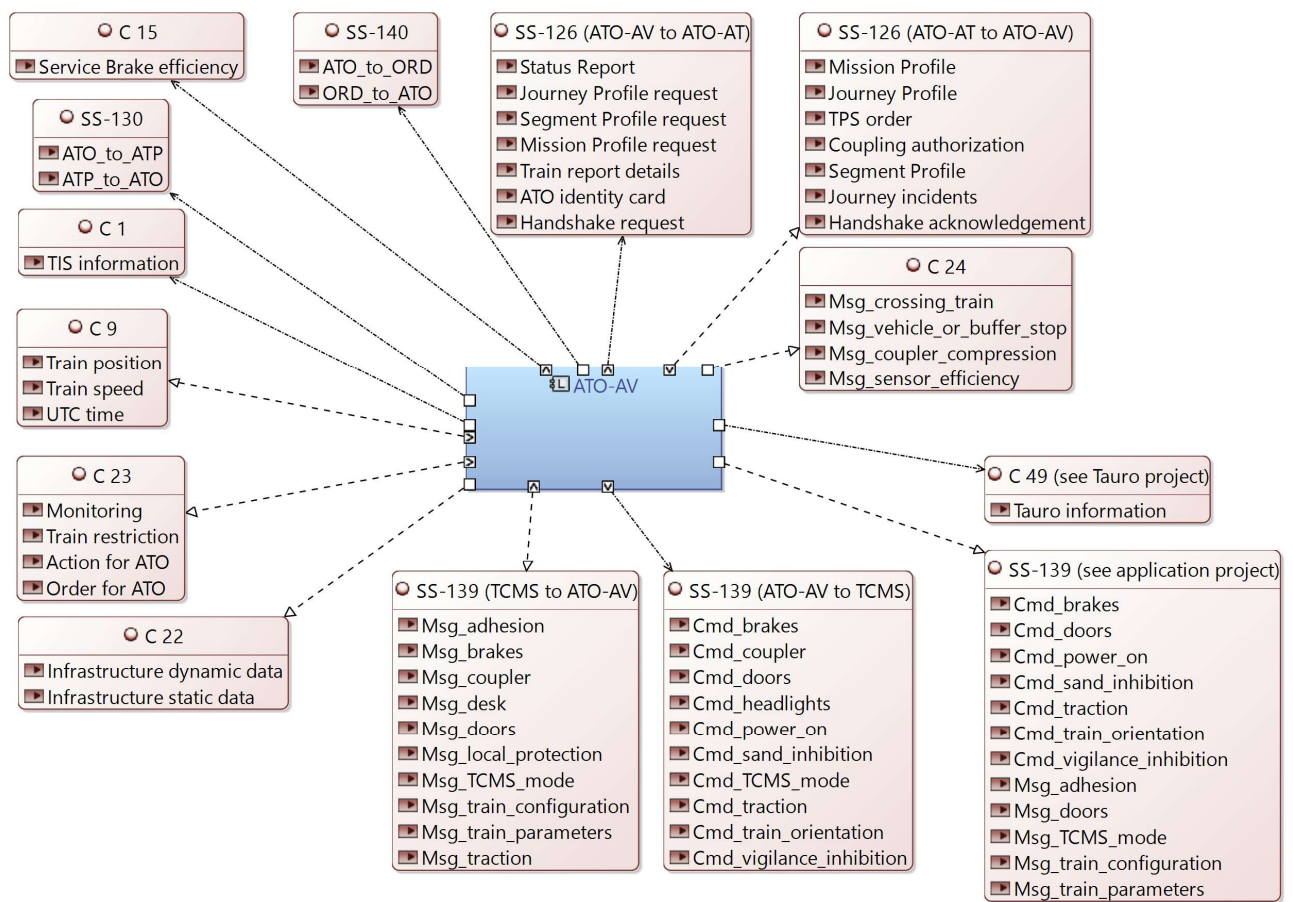 C 15
Service Brake efficiency
SS-140
ATO_to_ORD
ORD_to_ATO
SS-126 (ATO-AV to ATO-AT)
Status Report
Journey Profile request
Segment Profile request
Mission Profile request
Train report details
ATO identity card
Handshake request
SS-126 (ATO-AT to ATO-AV)
Mission Profile
Journey Profile
TPS order
Coupling authorization
Segment Profile
Journey incidents
Handshake acknowledgement
SS-130
ATO_to_ATP
ATP_to_ATO
C 1
TIS information
C 24
Msg_crossing_train
Msg_vehicle_or_buffer_stop
Msg_coupler_compression
Msg_sensor_efficiency
C 9
Train position
Train speed
UTC time
L ATO-AV
C 23
Monitoring
Train restriction
Action for ATO
Order for ATO
C 49 (see Tauro project)
Tauro information
C 22
Infrastructure dynamic data
Infrastructure static data
SS-139 (TCMS to ATO-AV)
Msg_adhesion
Msg_brakes
Msg_coupler
Msg_desk
Msg_doors
Msg_local_protection
Msg_TCMS_mode
Msg_train_configuration
Msg_train_parameters
Msg_traction
SS-139 (ATO-AV to TCMS)
Cmd_brakes
Cmd_coupler
Cmd_doors
Cmd_headlights
Cmd_power_on
Cmd_sand_inhibition
Cmd_TCMS_mode
Cmd_traction
Cmd_train_orientation
Cmd_vigilance_inhibition
SS-139 (see application project)
Cmd_brakes
Cmd_doors
Cmd_power_on
Cmd_sand_inhibition
Cmd_traction
Cmd_train_orientation
Cmd_vigilance_inhibition
Msg_adhesion
Msg_doors
Msg_TCMS_mode
Msg_train_configuration
Msg_train_parameters